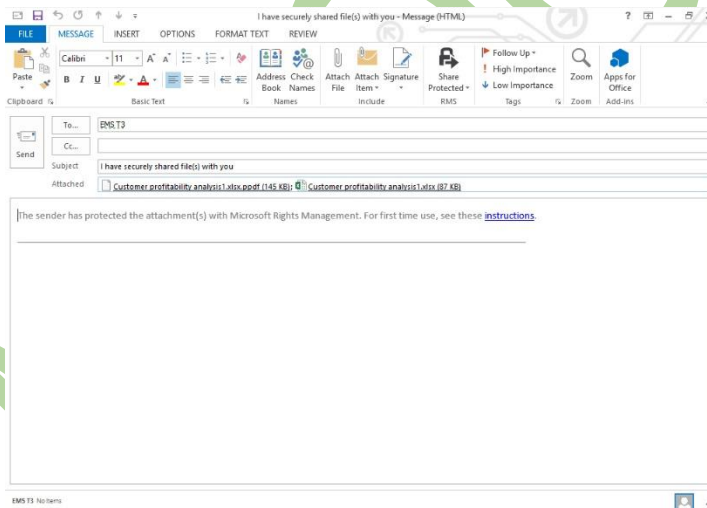 I have securely shared file(s) with you - Message (HTML)
FILE MESSAGE INSERT OPTIONS FORMAT TEXT REVIEW
Paste
Calibri 11
B I U
Address Book
Check Names
Attach File
Attach Item
Signature
Share Protected
Follow Up
High Importance
Low Importance
Zoom
Apps for Office
Clipboard Basic Text Names Include RMS Tags Zoom Add-ins
Send
To... EMS T3
Cc...
Subject I have securely shared file(s) with you
Attached Customer profitability analysis1.xlsx.ppdf (145 KB); Customer profitability analysis1.xlsx (87 KB)
The sender has protected the attachment(s) with Microsoft Rights Management. For first time use, see these instructions.
EMS T3 No Items